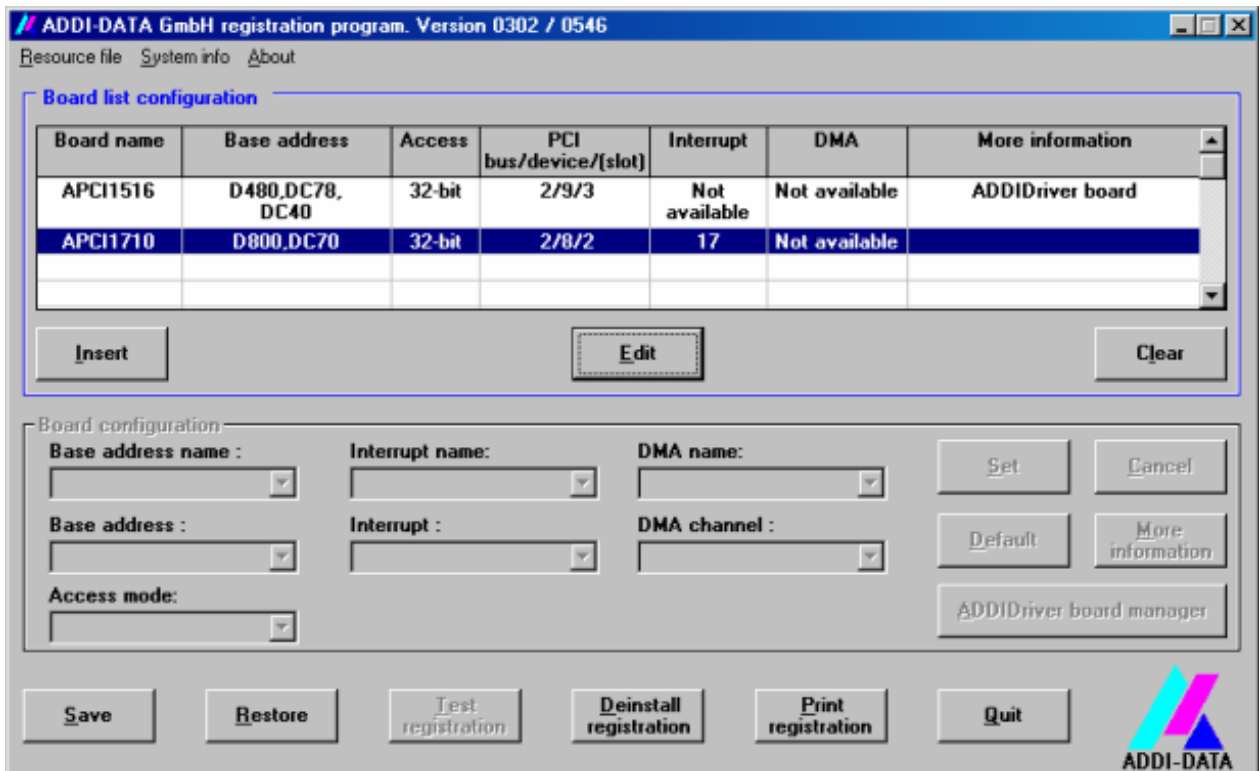 ADDI-DATA GmbH registration program. Version 0302 / 0546
Resource file System info About
Board list configuration
Board name Base address Access PCI bus/device/(slot) Interrupt DMA More information
APCI1516 D480,DC78, DC40 32-bit 2/9/3 Not available Not available ADDIDriver board
APCI1710 D800,DC70 32-bit 2/8/2 17 Not available
Insert Edit Clear
Board configuration
Base address name : Interrupt name: DMA name: Set Cancel
Base address : Interrupt : DMA channel : Default More information
Access mode: ADDIDriver board manager
Save Restore Test registration Deinstall registration Print registration Quit
ADDI-DATA